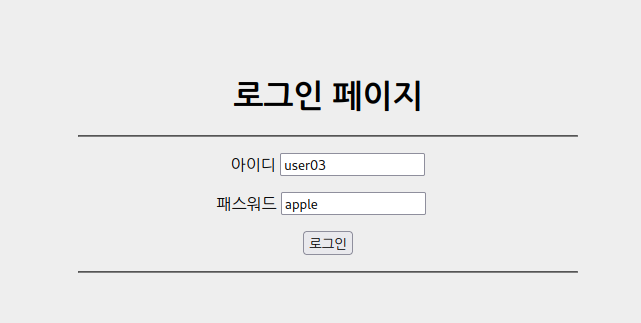 로그인 페이지
아이디 user03
패스워드 apple
로그인